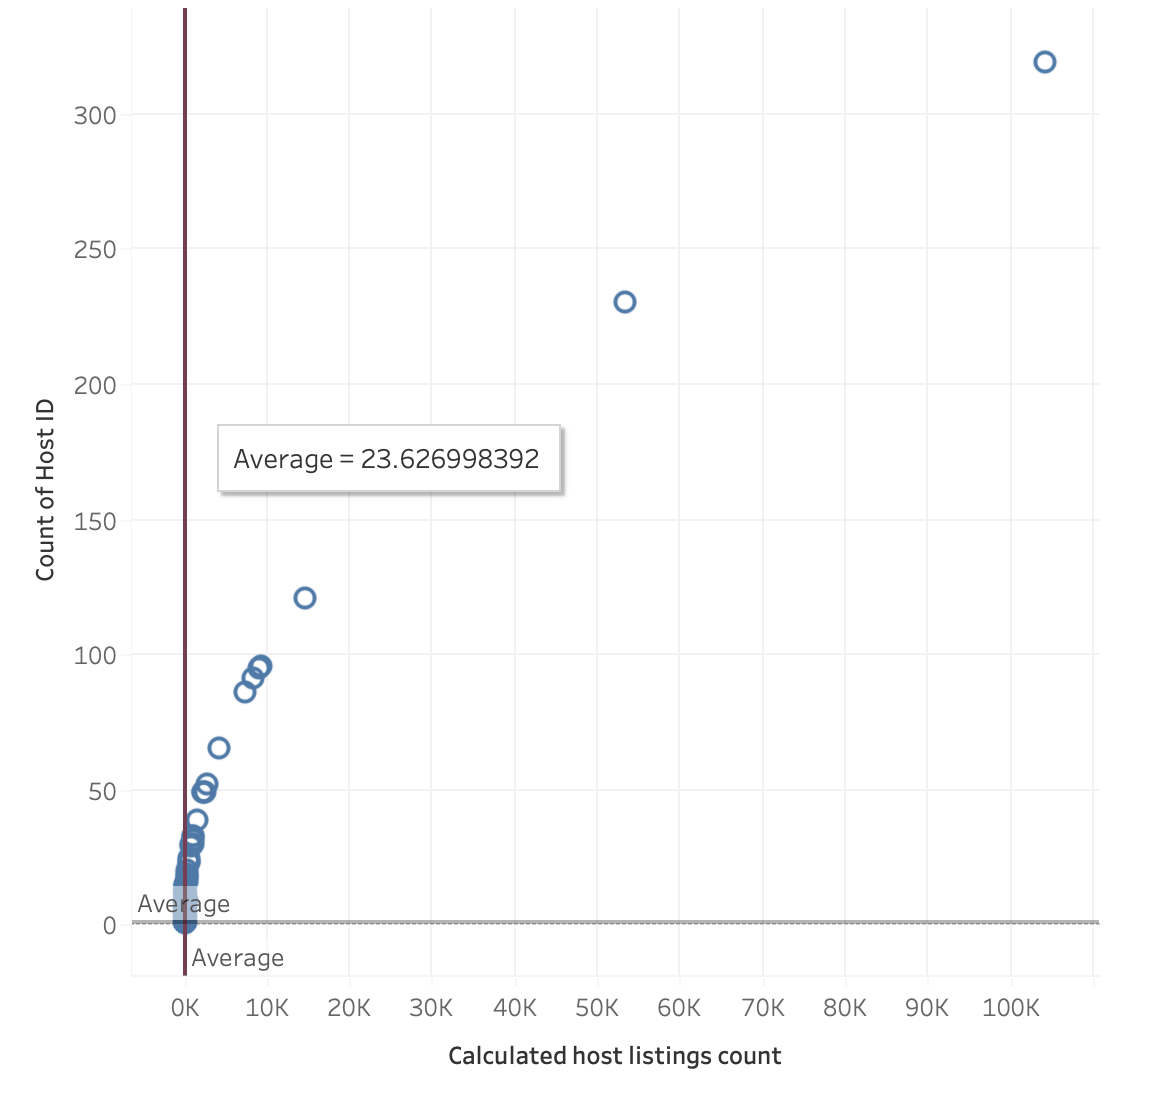 300
250
200
150
100
50
0
Count of Host ID
Average = 23.626998392
Average
Average
0K 10K 20K 30K 40K 50K 60K 70K 80K 90K 100K
Calculated host listings count